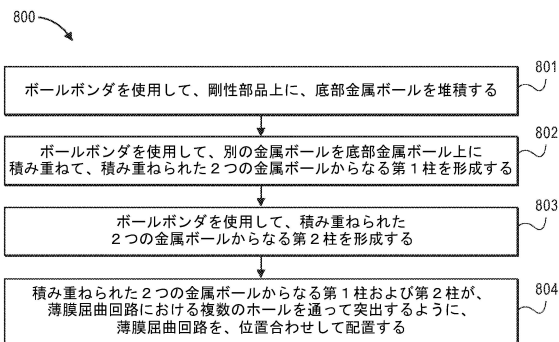 800
801
ボールボンダを使用して、剛性部品上に、底部金属ボールを堆積する
802
ボールボンダを使用して、別の金属ボールを底部金属ボール上に
積み重ねて、積み重ねられた2つの金属ボールからなる第1柱を形成する
803
ボールボンダを使用して、積み重ねられた
2つの金属ボールからなる第2柱を形成する
804
積み重ねられた2つの金属ボールからなる第1柱および第2柱が、
薄膜屈曲回路における複数のホールを通って突出するように、
薄膜屈曲回路を、位置合わせして配置する